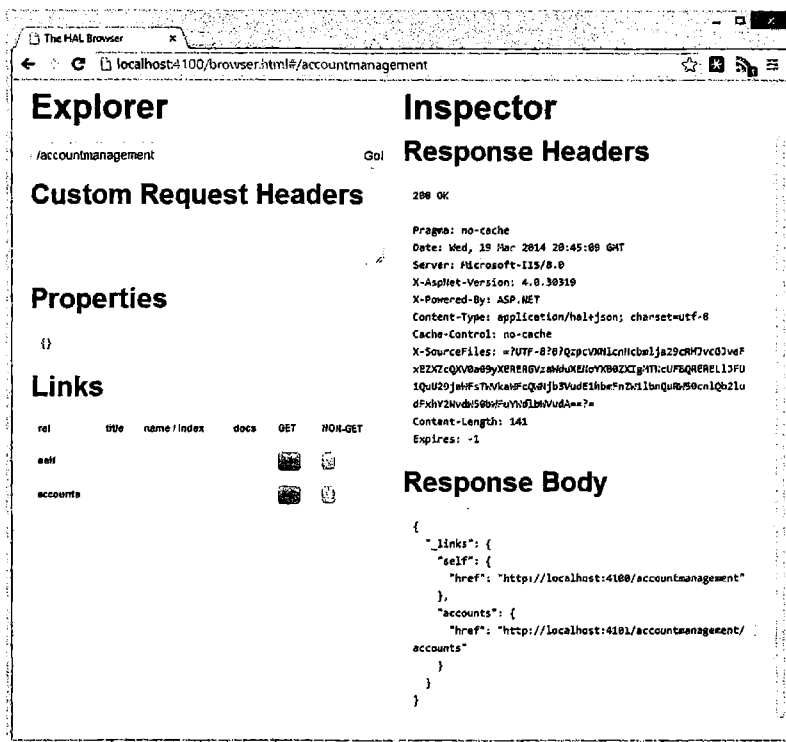 The HAL Browser
localhost:4100/browser.html#/accountmanagement
Explorer
/accountmanagement
Go!
Custom Request Headers
Properties
{}
Links
rel title name / index docs GET NON-GET
self
accounts
Inspector
Response Headers
200 OK
Pragma: no-cache
Date: Wed, 19 Mar 2014 20:45:09 GMT
Server: Microsoft-IIS/8.0
X-AspNet-Version: 4.0.30319
X-Powered-By: ASP.NET
Content-Type: application/hal+json; charset=utf-8
Cache-Control: no-cache
X-SourceFiles:
Content-Length: 141
Expires: -1
Response Body
{
"_links": {
"self": {
"href": "http://localhost:4100/accountmanagement"
},
"accounts": {
"href": "http://localhost:4101/accountmanagement/
accounts"
}
}
}